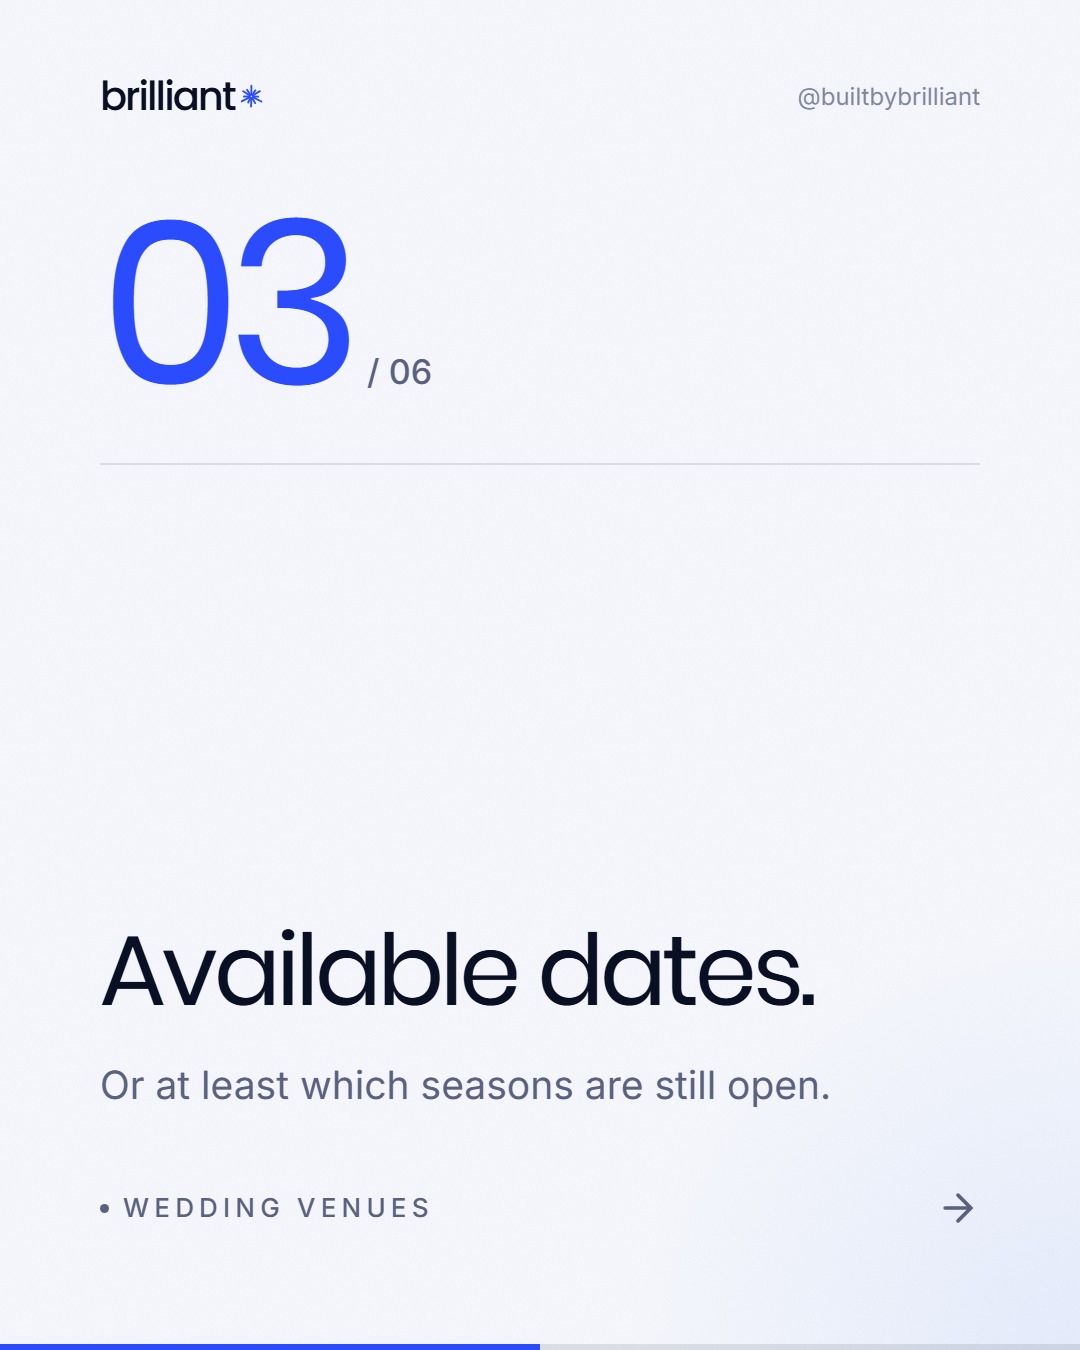 brilliant
@builtbybrilliant
03 / 06
Available dates.
Or at least which seasons are still open.
• WEDDING VENUES